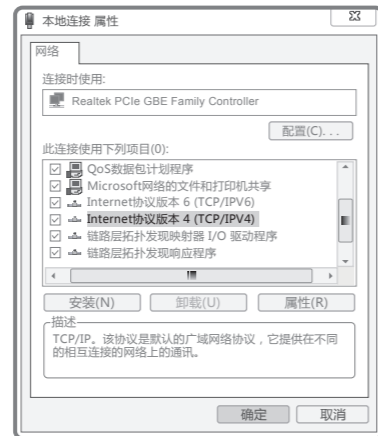 本地连接 属性
网络
连接时使用:
Realtek PCIe GBE Family Controller
配置(C). . .
此连接使用下列项目(0):
QoS数据包计划程序
Microsoft网络的文件和打印机共享
Internet协议版本 6 (TCP/IPV6)
Internet协议版本 4 (TCP/IPV4)
链路层拓扑发现映射器 I/O 驱动程序
链路层拓扑发现响应程序
安装(N) 卸载(U) 属性(R)
描述
TCP/IP。该协议是默认的广域网络协议，它提供在不同
的相互连接的网络上的通讯。
确定 取消